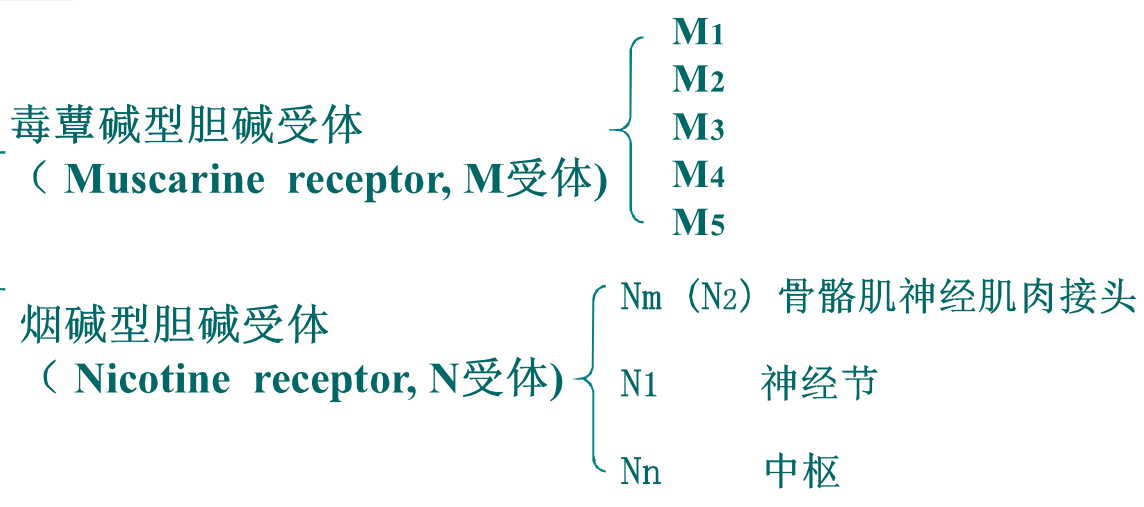 M1
M2
毒蕈碱型胆碱受体
M3
（ Muscarine receptor, M受体)
M4
M5
Nm (N2) 骨骼肌神经肌肉接头
烟碱型胆碱受体
（ Nicotine receptor, N受体)
N1 神经节
Nn 中枢